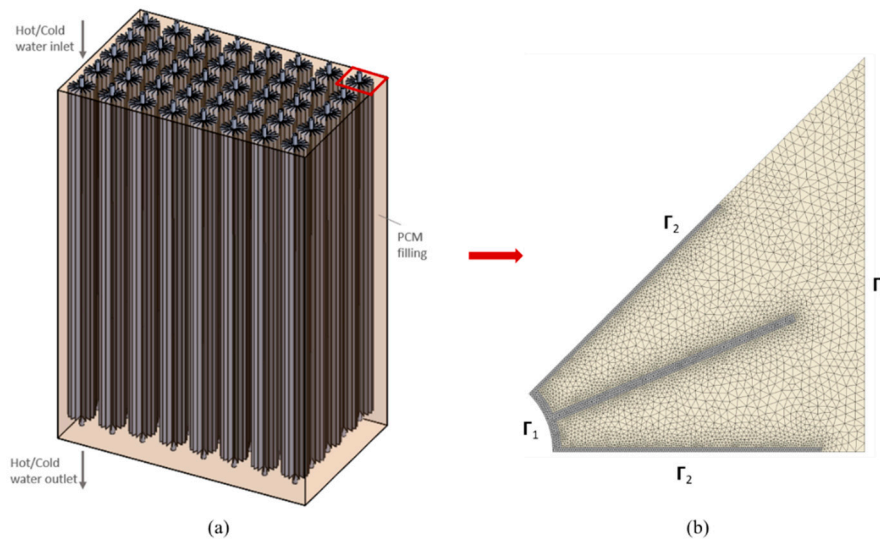 Hot/Cold
water inlet
PCM
filling
Hot/Cold
water outlet
(a)
Γ₂
Γ
Γ₁
Γ₂
(b)